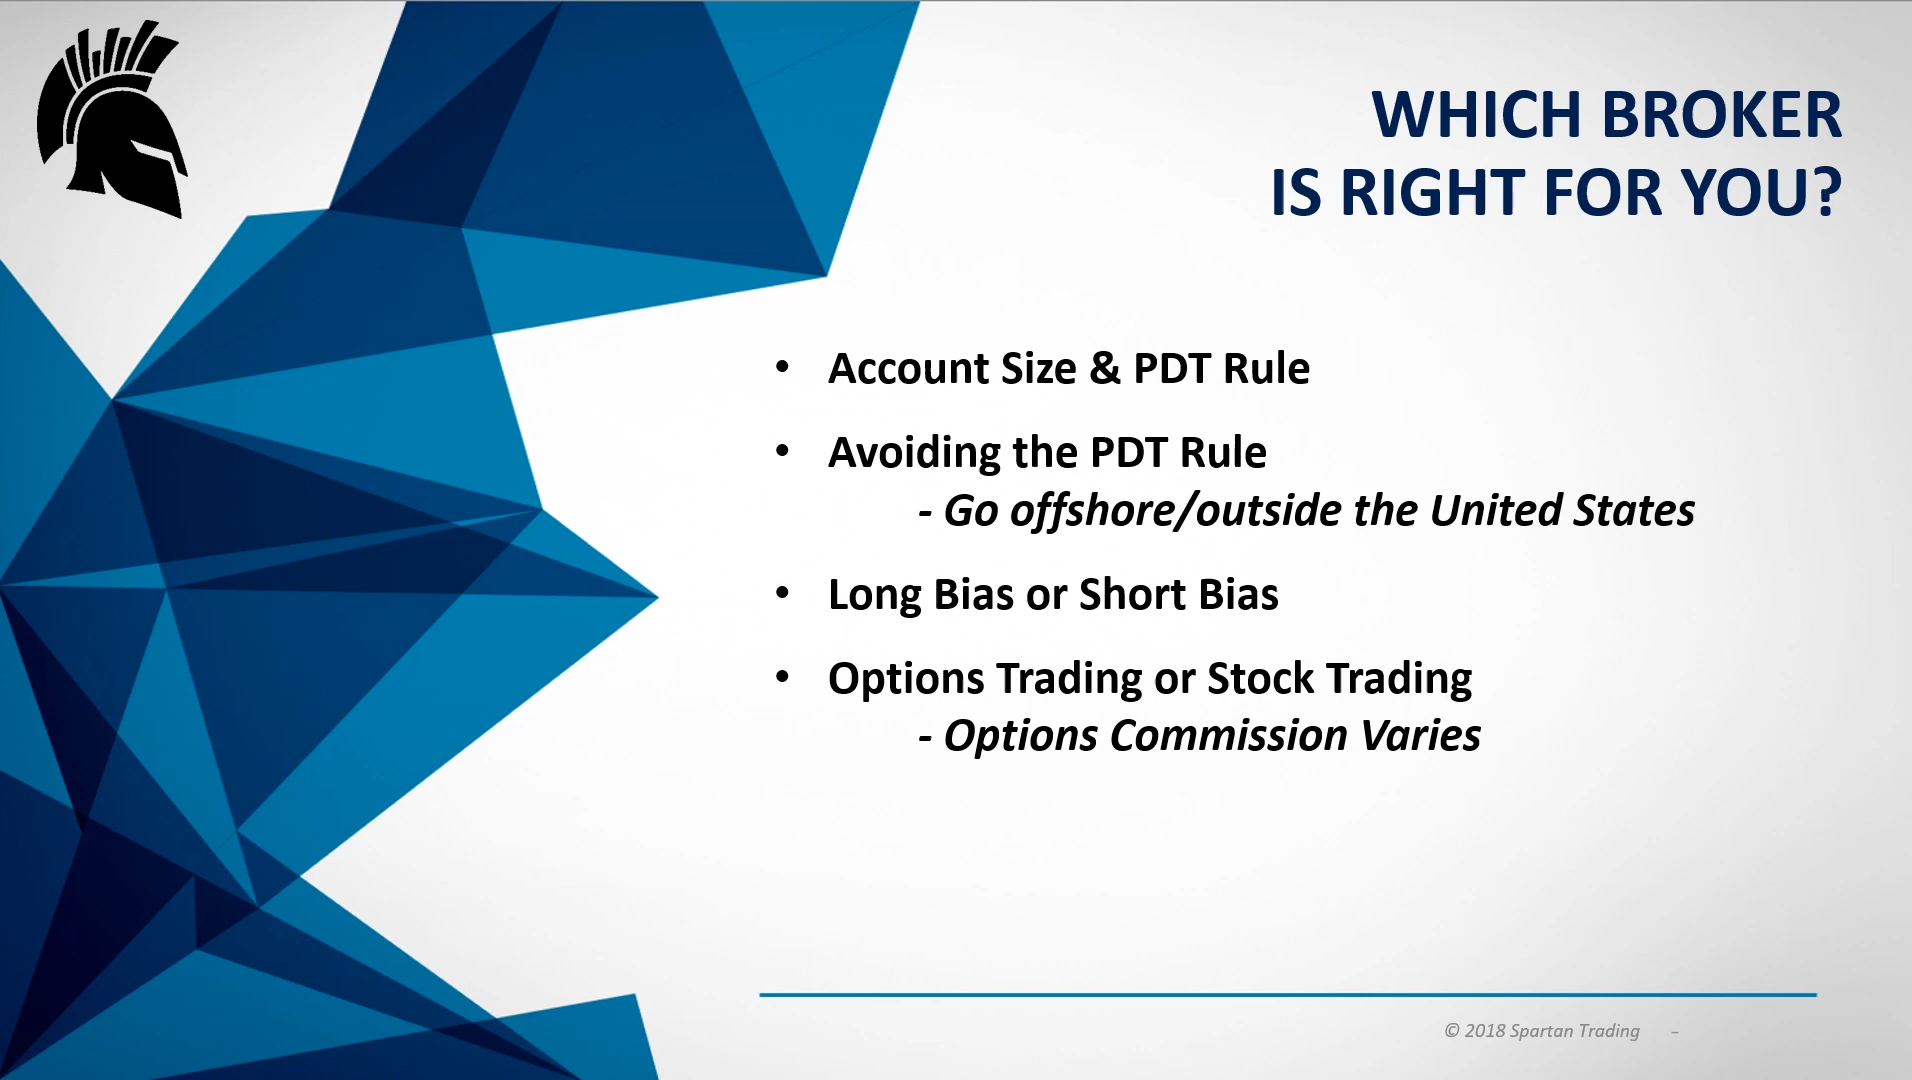 WHICH BROKER
IS RIGHT FOR YOU?
• Account Size & PDT Rule
• Avoiding the PDT Rule
- Go offshore/outside the United States
• Long Bias or Short Bias
• Options Trading or Stock Trading
- Options Commission Varies
© 2018 Spartan Trading -